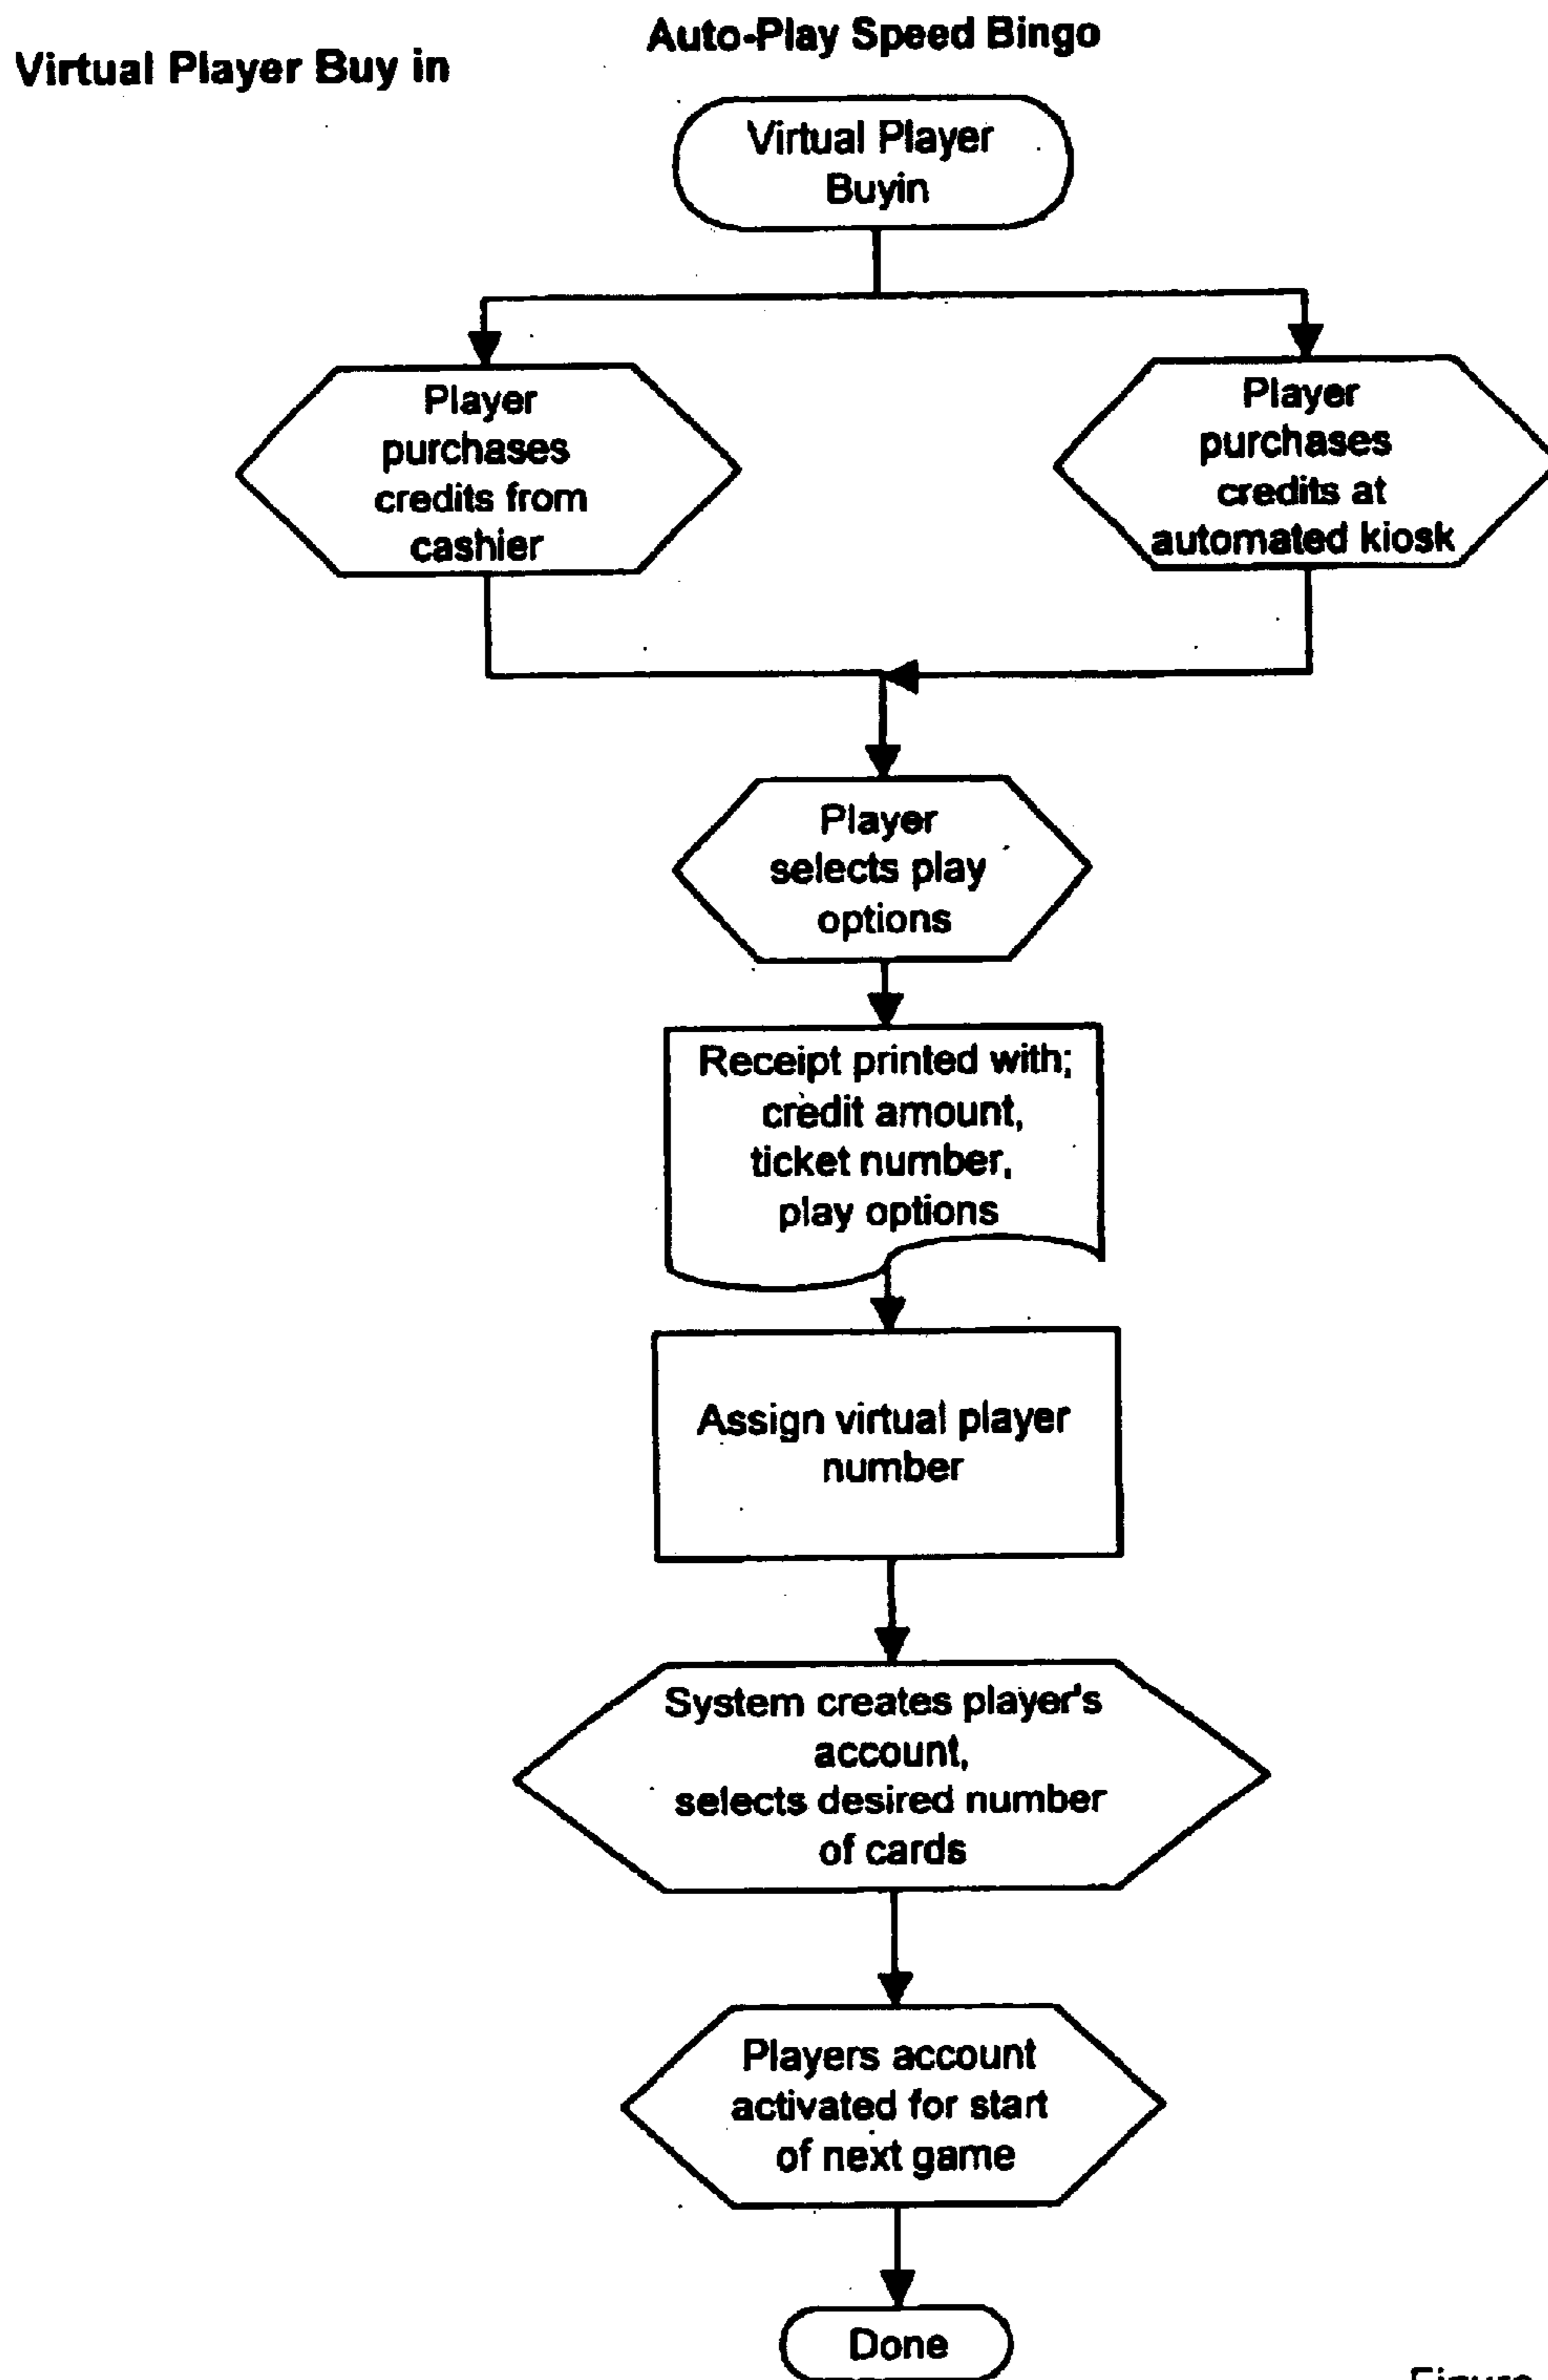 Auto-Play Speed Bingo
Virtual Player Buy in
Virtual Player
Buyin
Player
purchases
credits from
cashier
Player
purchases
credits at
automated kiosk
Player
selects play
options
Receipt printed with;
credit amount,
ticket number,
play options
Assign virtual player
number
System creates player's
account,
selects desired number
of cards
Players account
activated for start
of next game
Done